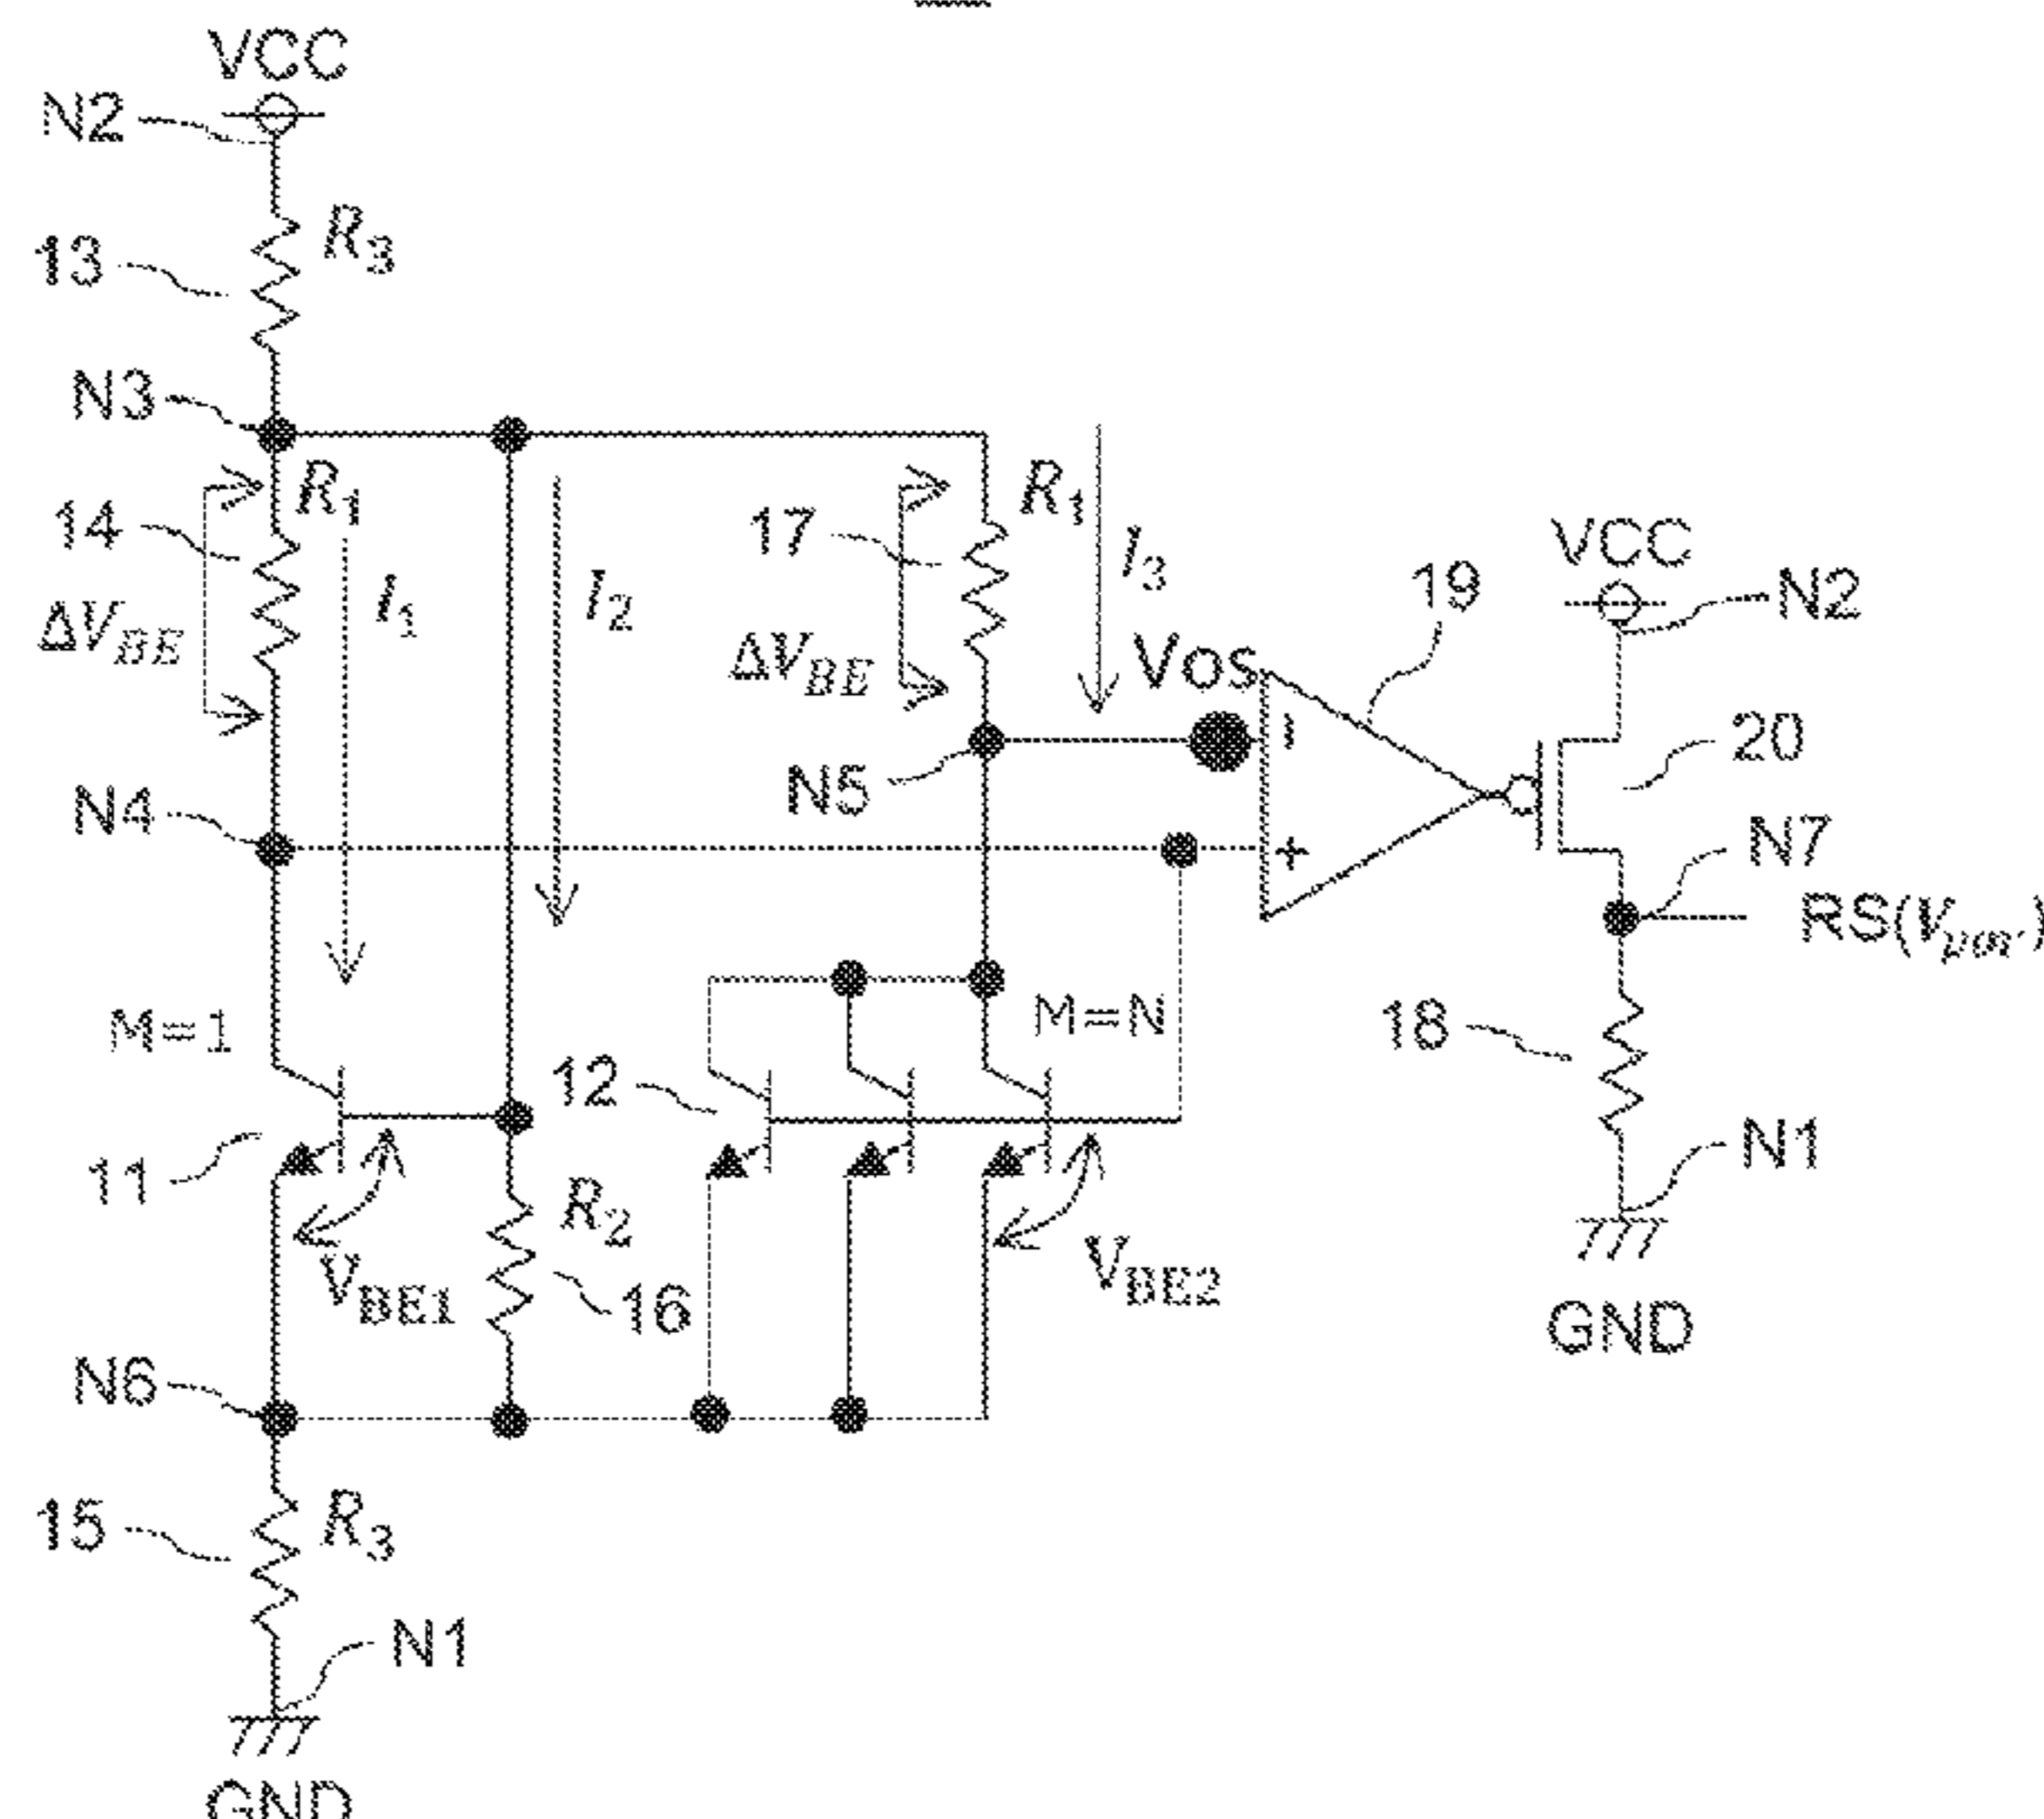 VCC
N2
R3
13
N3
R1
14
I1
I2
ΔVBE
17
R1
I3
ΔVBE
Vos
19
VCC
N2
20
N4
N5
-
+
N7
RS(
M=1
M=N
12
18
11
N1
R2
VBE1
16
VBE2
GND
N6
15
R3
N1
GND